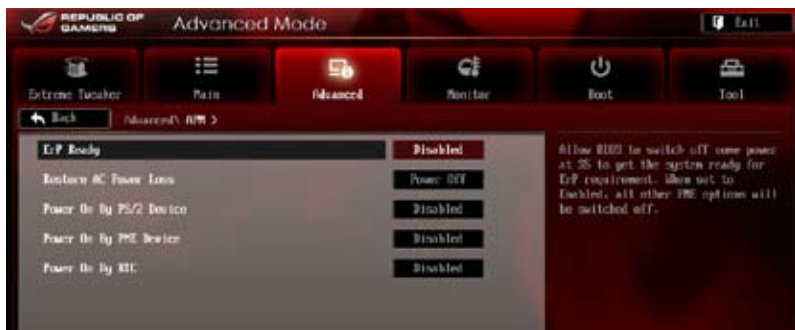 REPUBLIC OF
GAMERS
Advanced Mode
Exit
Extreme Tweaker
Main
Advanced
Monitor
Boot
Tool
Back
Advanced\ APM >
ErP Ready
Disabled
Restore AC Power Loss
Power Off
Power On By PS/2 Device
Disabled
Power On By PME Device
Disabled
Power On By RTC
Disabled
Allow BIOS to switch off some power
at S5 to get the system ready for
ErP requirement. When set to
Enabled, all other PME options will
be switched off.